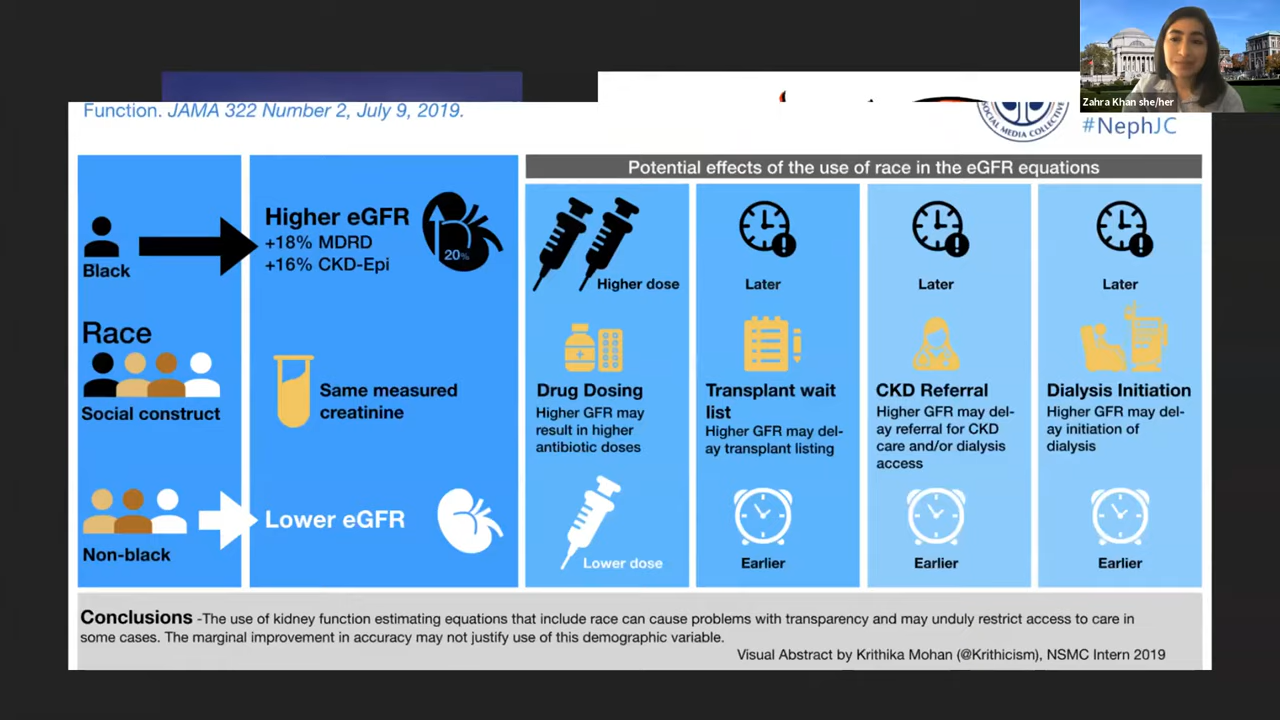 Zahra Khan she/her
Function. JAMA 322 Number 2, July 9, 2019.
SOCIAL MEDIA COLLECTIVE
#NephJC
Potential effects of the use of race in the eGFR equations
Black
Higher eGFR
+18% MDRD
+16% CKD-Epi
20%
Race
Social construct
Same measured
creatinine
Non-black
Lower eGFR
Higher dose
Drug Dosing
Higher GFR may
result in higher
antibiotic doses
Lower dose
Later
Transplant wait
list
Higher GFR may del-
ay transplant listing
Earlier
Later
CKD Referral
Higher GFR may del-
ay referral for CKD
care and/or dialysis
access
Earlier
Later
Dialysis Initiation
Higher GFR may del-
ay initiation of
dialysis
Earlier
Conclusions -The use of kidney function estimating equations that include race can cause problems with transparency and may unduly restrict access to care in
some cases. The marginal improvement in accuracy may not justify use of this demographic variable.
Visual Abstract by Krithika Mohan (@Krithicism), NSMC Intern 2019